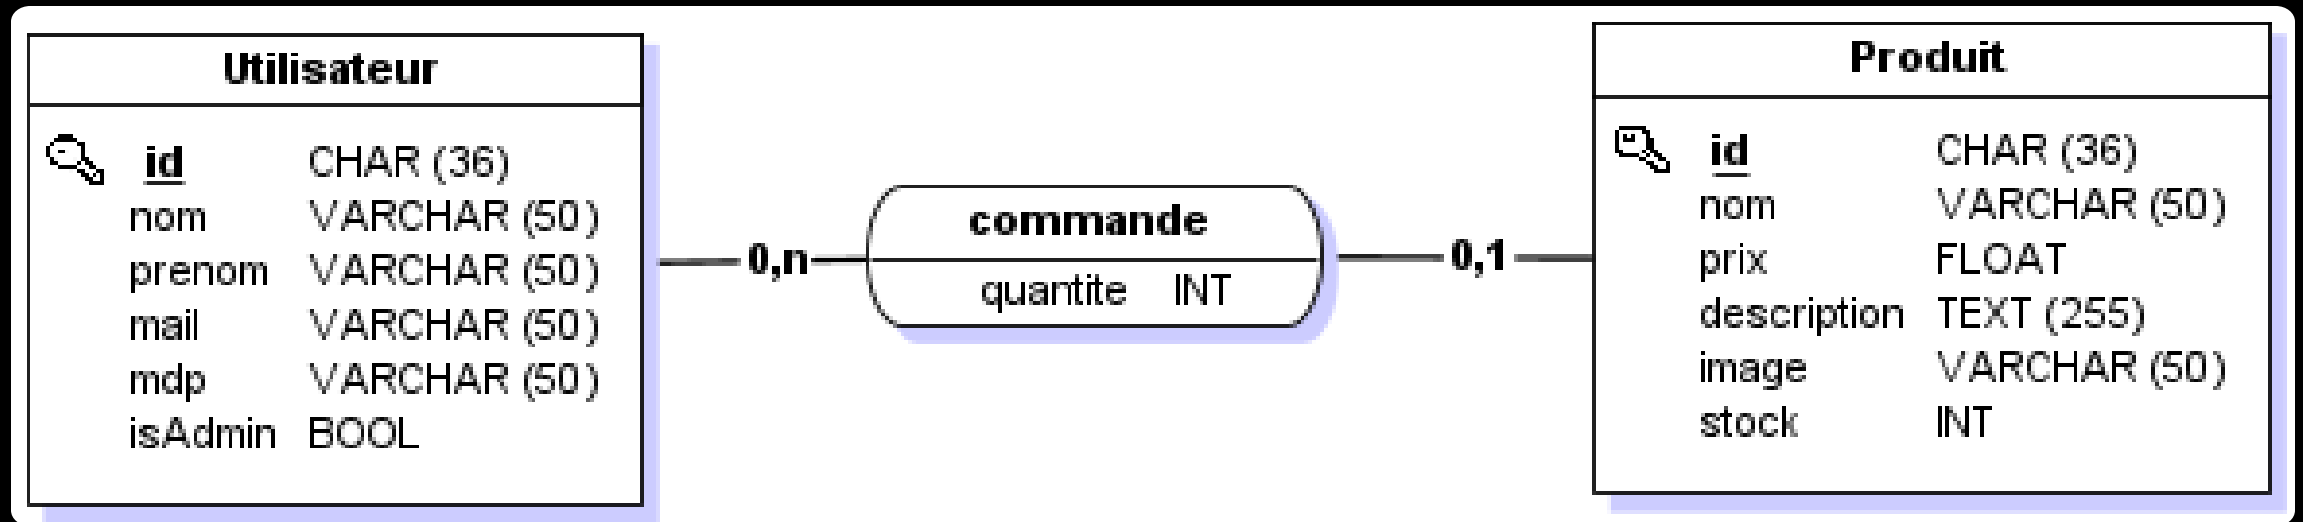 Utilisateur
id CHAR (36)
nom VARCHAR (50)
prenom VARCHAR (50)
mail VARCHAR (50)
mdp VARCHAR (50)
isAdmin BOOL
0,n
commande
quantite INT
0,1
Produit
id CHAR (36)
nom VARCHAR (50)
prix FLOAT
description TEXT (255)
image VARCHAR (50)
stock INT